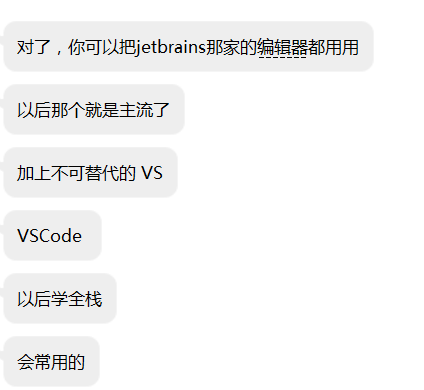 对了，你可以把jetbrains那家的编辑器都用用
以后那个就是主流了
加上不可替代的 VS
VSCode
以后学全栈
会常用的